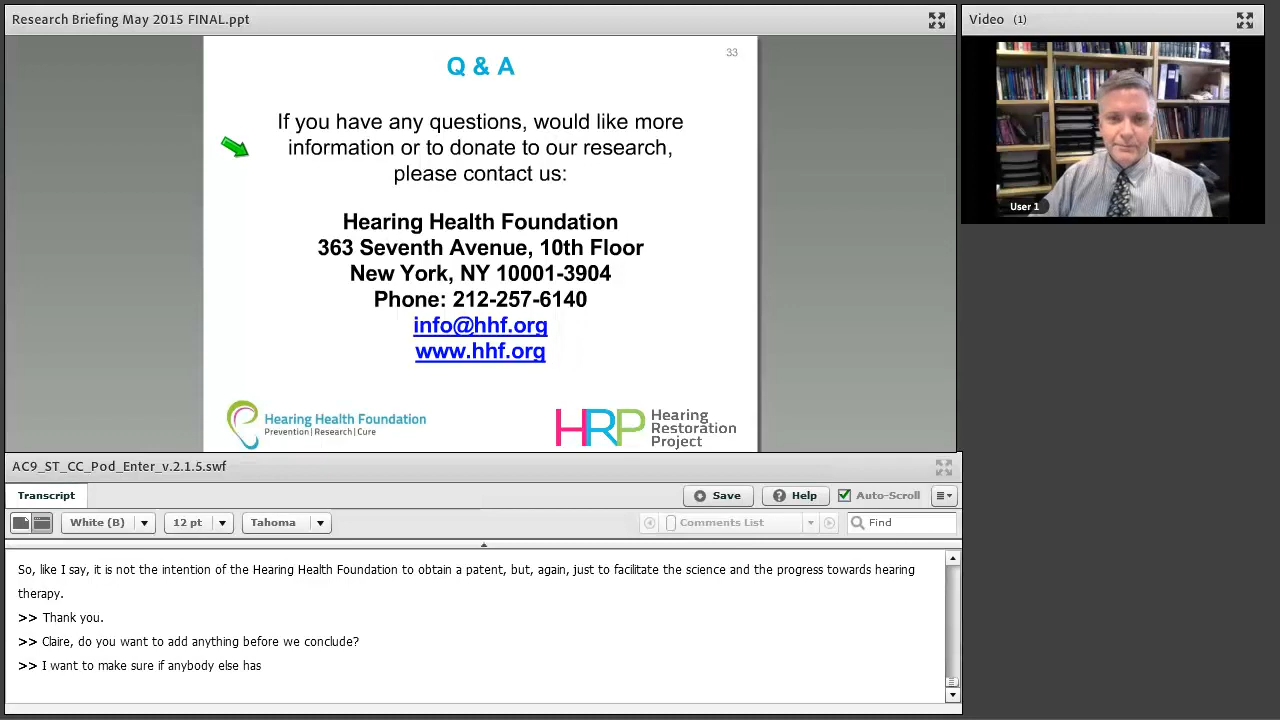 Research Briefing May 2015 FINAL.ppt
Video (1)
33
Q & A
If you have any questions, would like more
information or to donate to our research,
please contact us:
Hearing Health Foundation
363 Seventh Avenue, 10th Floor
New York, NY 10001-3904
Phone: 212-257-6140
info@hhf.org
www.hhf.org
Hearing Health Foundation
Prevention|Research|Cure
HRP
Hearing
Restoration
Project
User 1
AC9_ST_CC_Pod_Enter_v.2.1.5.swf
Transcript
Save
Help
Auto-Scroll
White (B)
12 pt
Tahoma
Comments List
Find
So, like I say, it is not the intention of the Hearing Health Foundation to obtain a patent, but, again, just to facilitate the science and the progress towards hearing
therapy.
>> Thank you.
>> Claire, do you want to add anything before we conclude?
>> I want to make sure if anybody else has